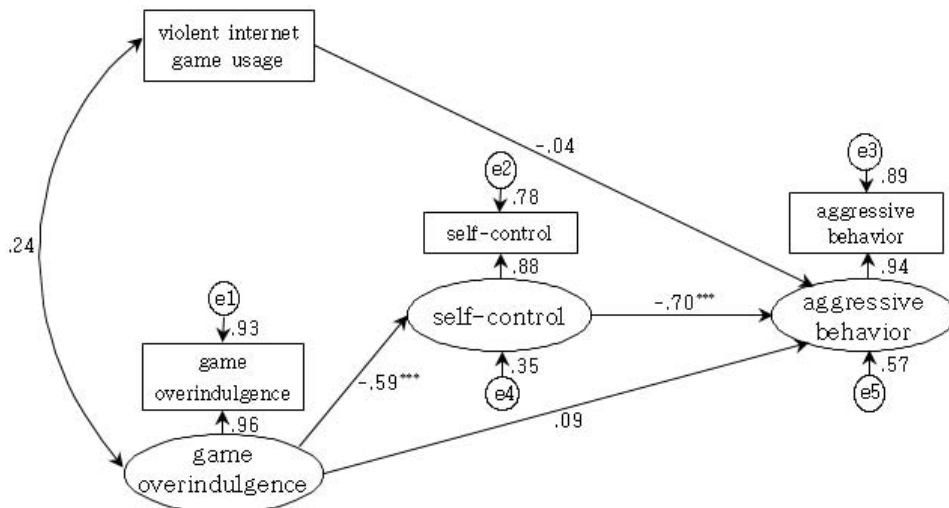 violent internet
game usage
-.04
e3
.89
e2
.78
aggressive
behavior
self-control
.24
.88
.94
e1
self-control
-.70***
aggressive
behavior
.93
game
overindulgence
-.59***
.35
.57
e4
e5
.96
.09
game
overindulgence